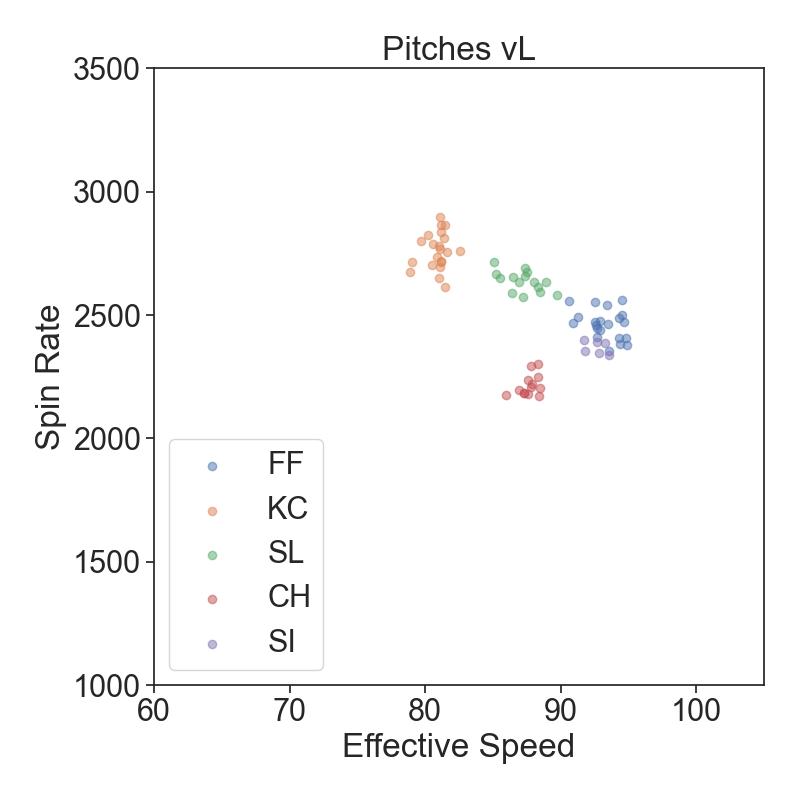 Pitches vL
3500
3000
2500
2000
1500
1000
Spin Rate
FF
KC
SL
CH
SI
60 70 80 90 100
Effective Speed